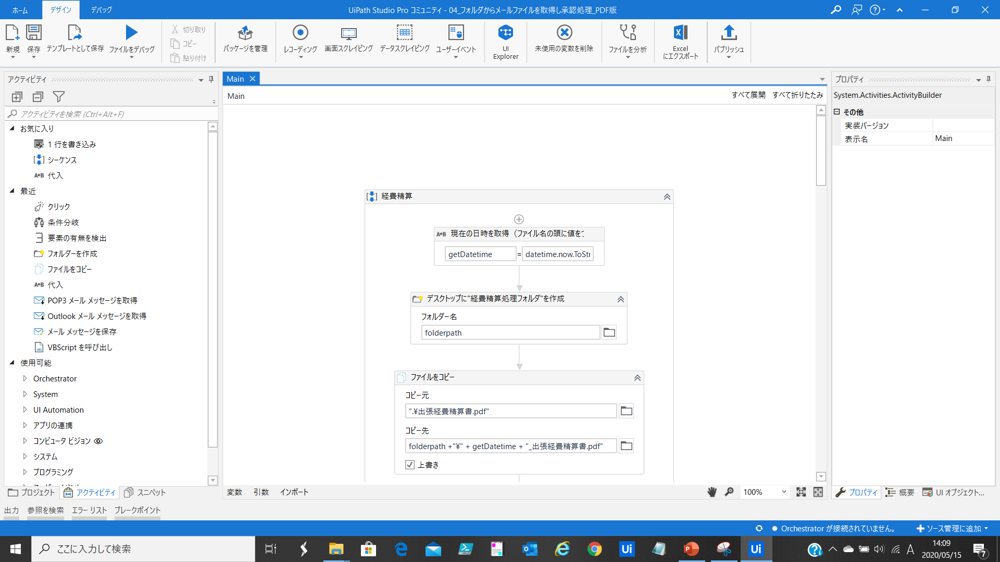 ホーム
デザイン
デバッグ
UiPath Studio Pro コミュニティ - 04_フォルダからメールファイルを取得し承認処理_PDF版
新規
保存
テンプレートとして保存
ファイルをデバッグ
切り取り
コピー
貼り付け
パッケージを管理
レコーディング
画面スクレイピング
データスクレイピング
ユーザーイベント
UI
Explorer
未使用の変数を削除
ファイルを分析
Excel
にエクスポート
パブリッシュ
アクティビティ
アクティビティを検索 (Ctrl+Alt+F)
お気に入り
1 行を書き込み
シーケンス
A←B 代入
最近
クリック
条件分岐
要素の有無を検出
フォルダーを作成
ファイルをコピー
A←B 代入
POP3 メール メッセージを取得
Outlook メール メッセージを取得
メール メッセージを保存
VBScript を呼び出し
使用可能
Orchestrator
System
UI Automation
アプリの連携
コンピュータ ビジョン
システム
プログラミング
プロジェクト
アクティビティ
スニペット
Main
Main
すべて展開 すべて折りたたみ
経費精算
A←B 現在の日時を取得（ファイル名の頭に値を
getDatetime = datetime.now.ToStr
デスクトップに"経費精算処理フォルダ"を作成
フォルダー名
folderpath
ファイルをコピー
コピー元
".¥出張経費精算書.pdf"
コピー先
folderpath +"¥" + getDatetime + "_出張経費精算書.pdf"
上書き
変数
引数
インポート
100%
プロパティ
System.Activities.ActivityBuilder
その他
実装バージョン
表示名 Main
プロパティ
概要
UI オブジェクト...
出力
参照を検索
エラー リスト
ブレークポイント
Orchestrator が接続されていません。
ソース管理に追加
ここに入力して検索
Ui
Ui
A
14:09
2020/05/15
7